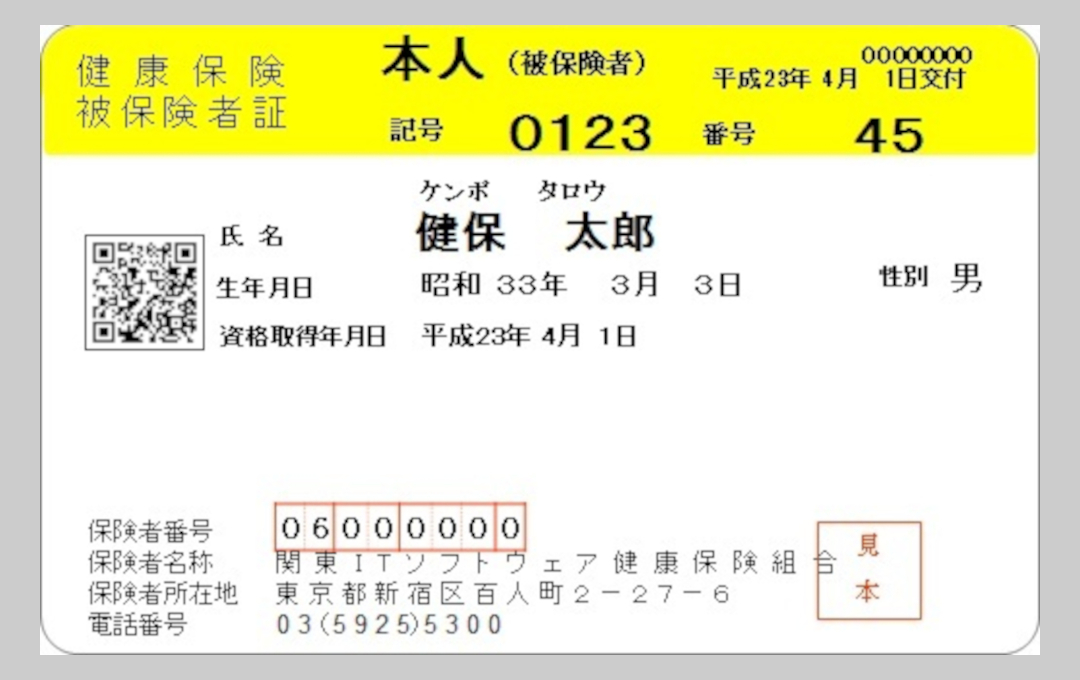 健康保険 本人（被保険者） 00000000
被保険者証 平成23年 4月 1日交付
記号 0123 番号 45
ケンポ タロウ
氏名 健保 太郎
生年月日 昭和 33年 3月 3日 性別 男
資格取得年月日 平成23年 4月 1日
保険者番号 06000000
保険者名称 関東ITソフトウェア健康保険組合
保険者所在地 東京都新宿区百人町2－27－6
電話番号 03(5925)5300
見本